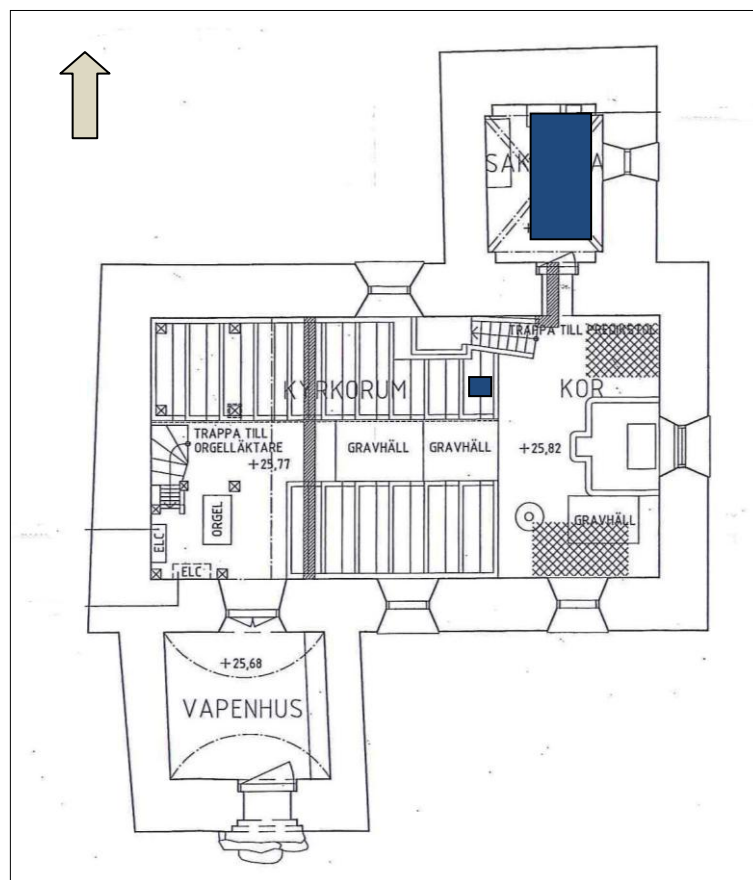 TRAPPA TILL PREDIKSTOL
KYRKORUM
KOR
TRAPPA TILL
ORGELLÄKTARE
+25,77
GRAVHÄLL
GRAVHÄLL
+25,82
ORGEL
ELC
GRAVHÄLL
ELC
+25,68
VAPENHUS